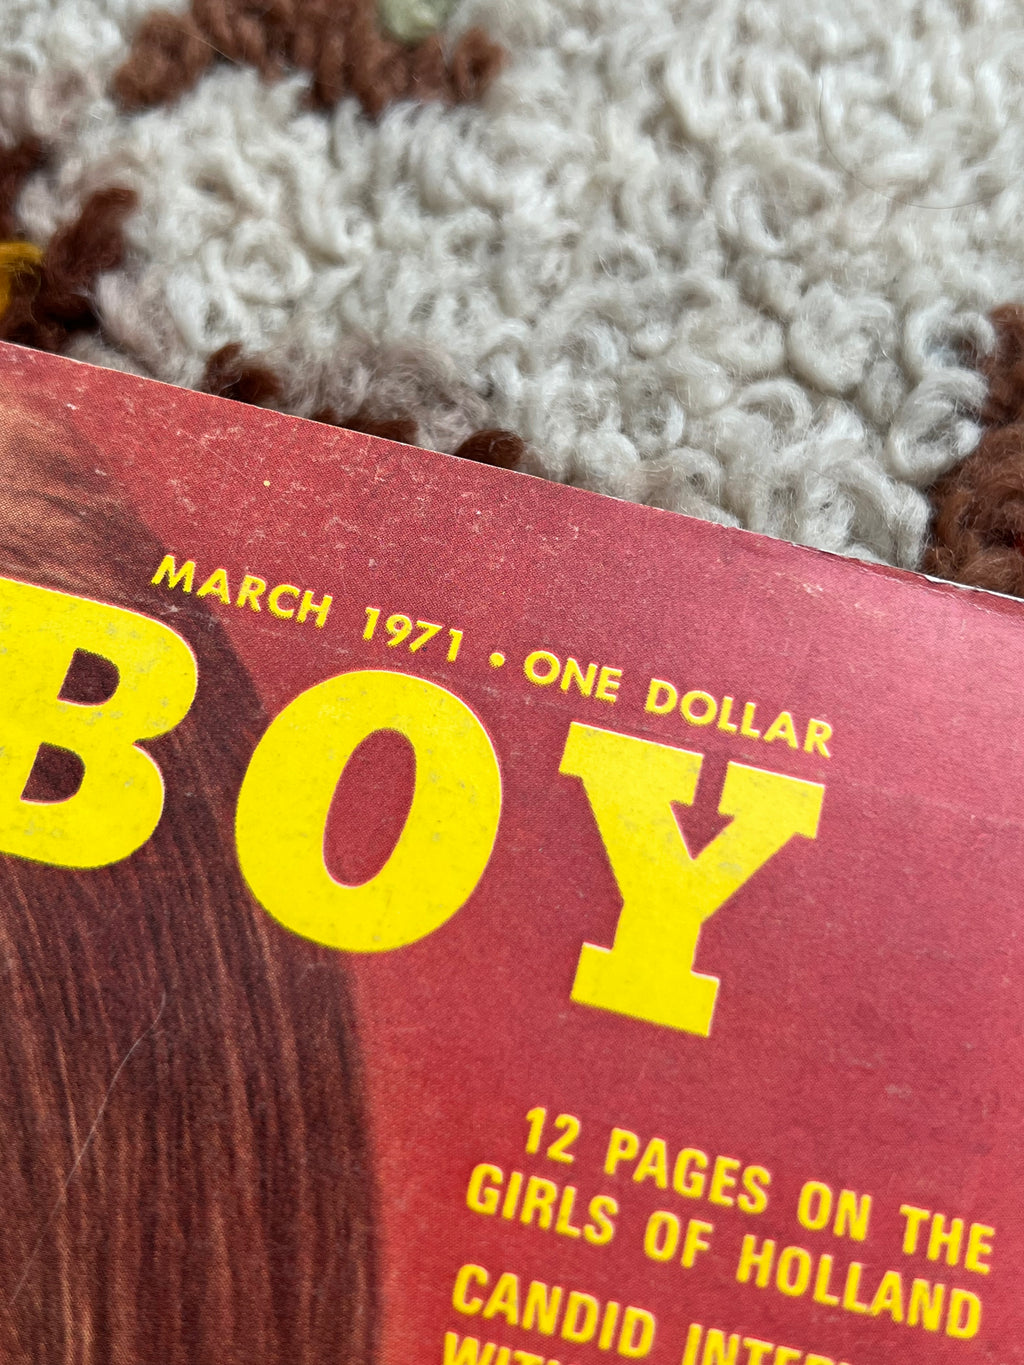 MARCH 1971 • ONE DOLLAR
BOY
12 PAGES ON THE
GIRLS OF HOLLAND
CANDID